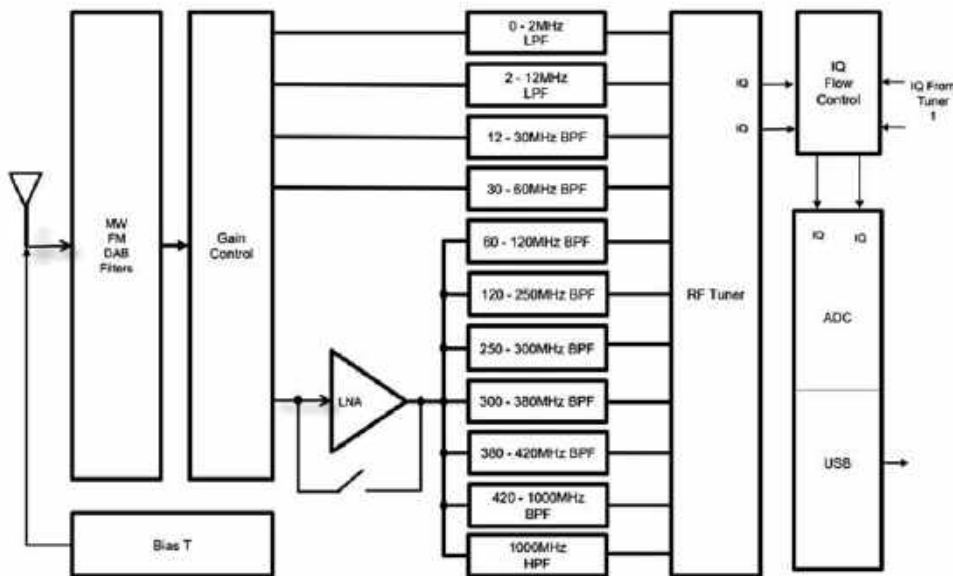 0 - 2MHz
LPF
2 - 12MHz
LPF
12 - 30MHz BPF
30 - 60MHz BPF
60 - 120MHz BPF
120 - 250MHz BPF
250 - 300MHz BPF
300 - 380MHz BPF
380 - 420MHz BPF
420 - 1000MHz
BPF
1000MHz
HPF
MW
FM
DAB
Filters
Gain
Control
LNA
Bias T
RF Tuner
IQ
IQ
IQ
Flow
Control
IQ From
Tuner
1
IQ IQ
ADC
USB